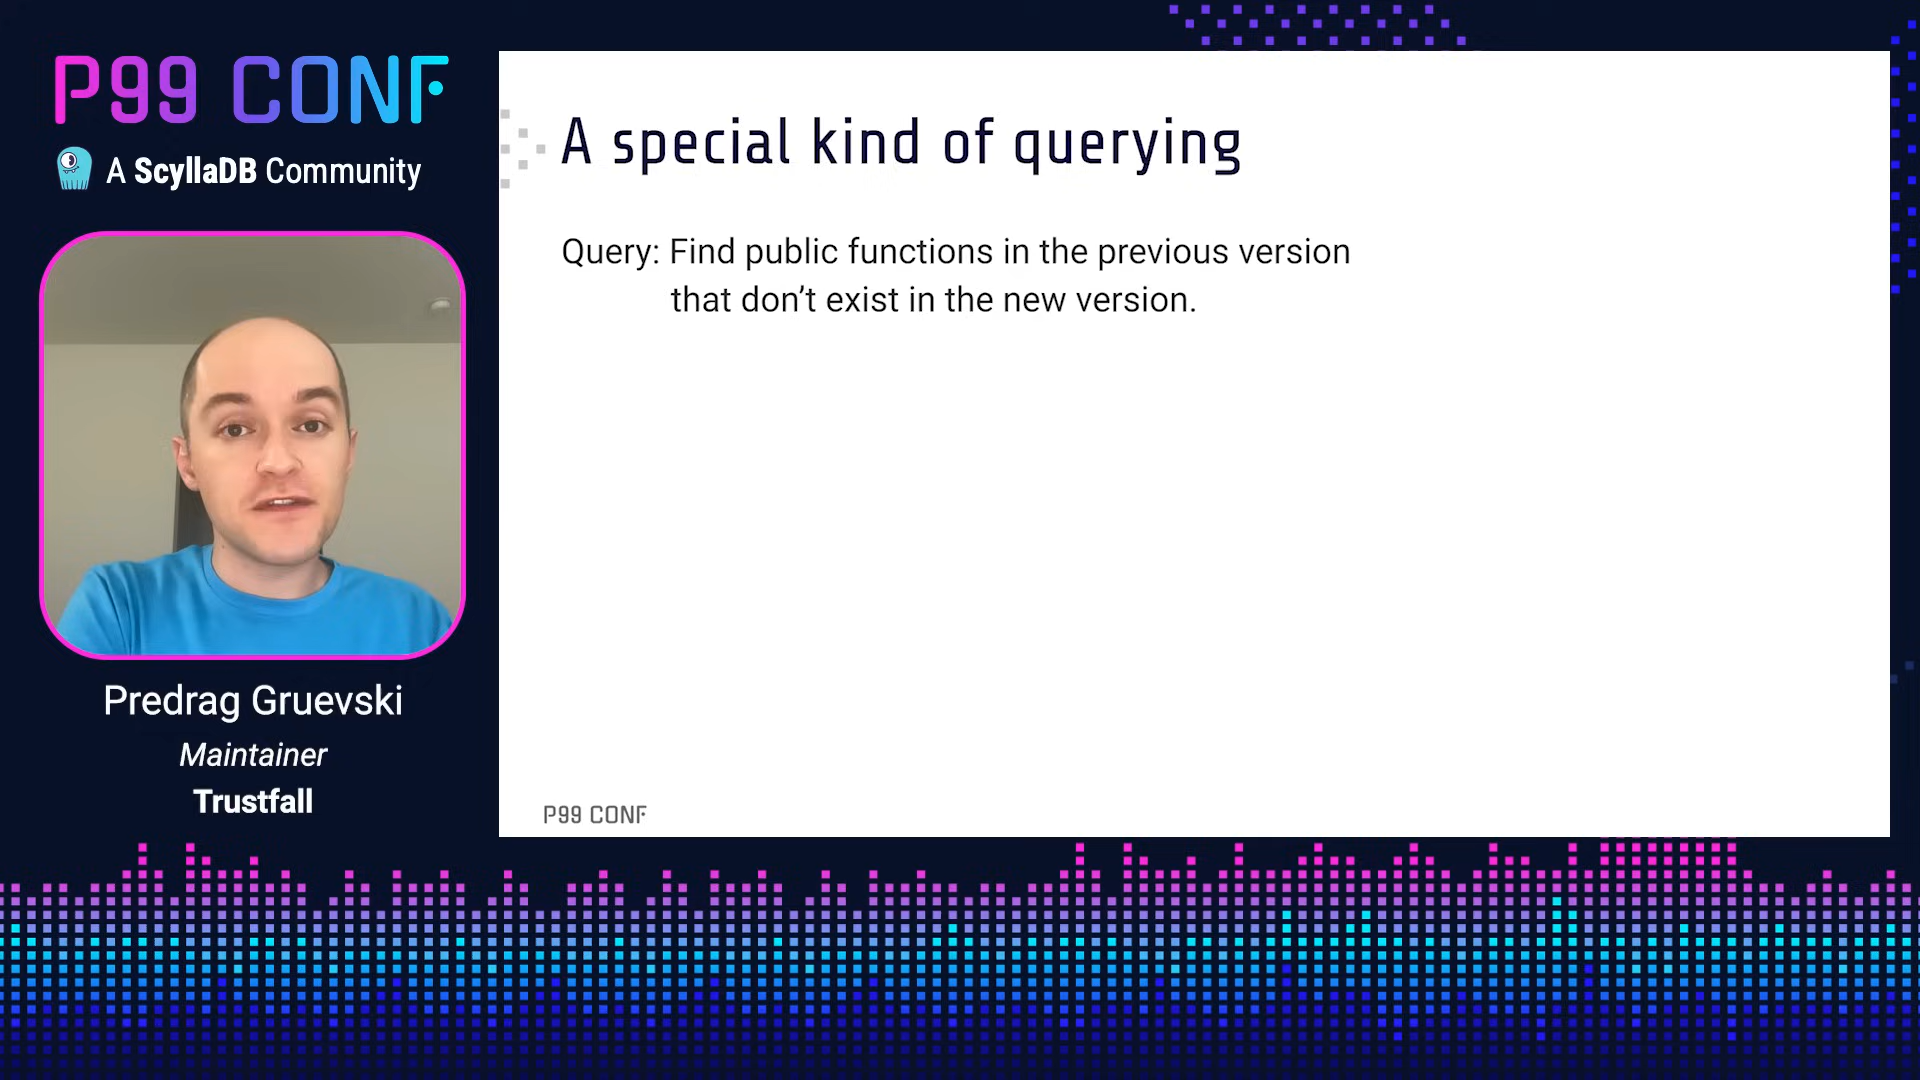 P99 CONF
A ScyllaDB Community
Predrag Gruevski
Maintainer
Trustfall
A special kind of querying
Query: Find public functions in the previous version
that don’t exist in the new version.
P99 CONF